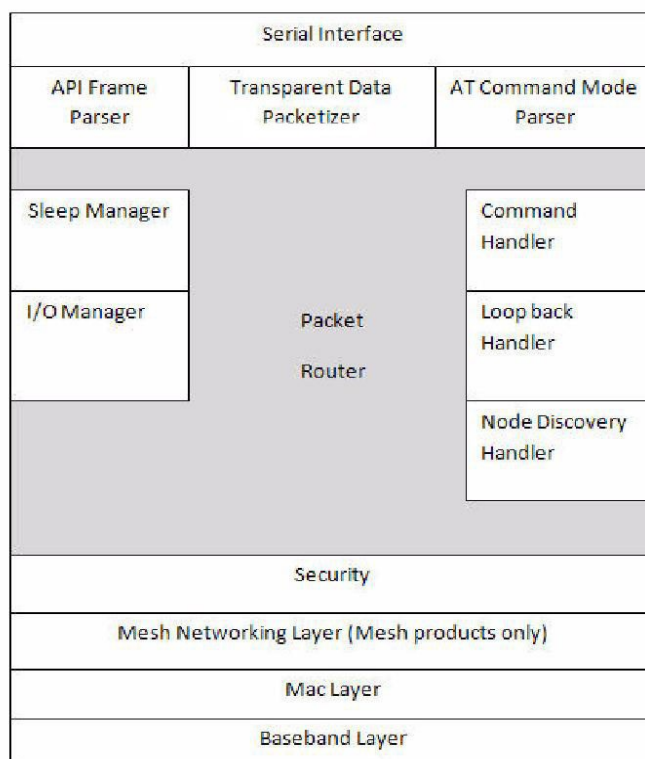 Serial Interface
API Frame
Parser
Transparent Data
Packetizer
AT Command Mode
Parser
Sleep Manager
I/O Manager
Packet
Router
Command
Handler
Loop back
Handler
Node Discovery
Handler
Security
Mesh Networking Layer (Mesh products only)
Mac Layer
Baseband Layer